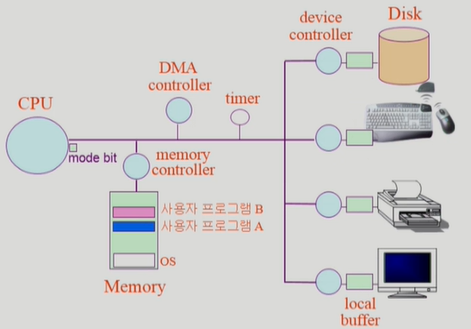 device
controller
Disk
DMA
controller
timer
CPU
mode bit
memory
controller
사용자 프로그램 B
사용자 프로그램 A
OS
Memory
local
buffer